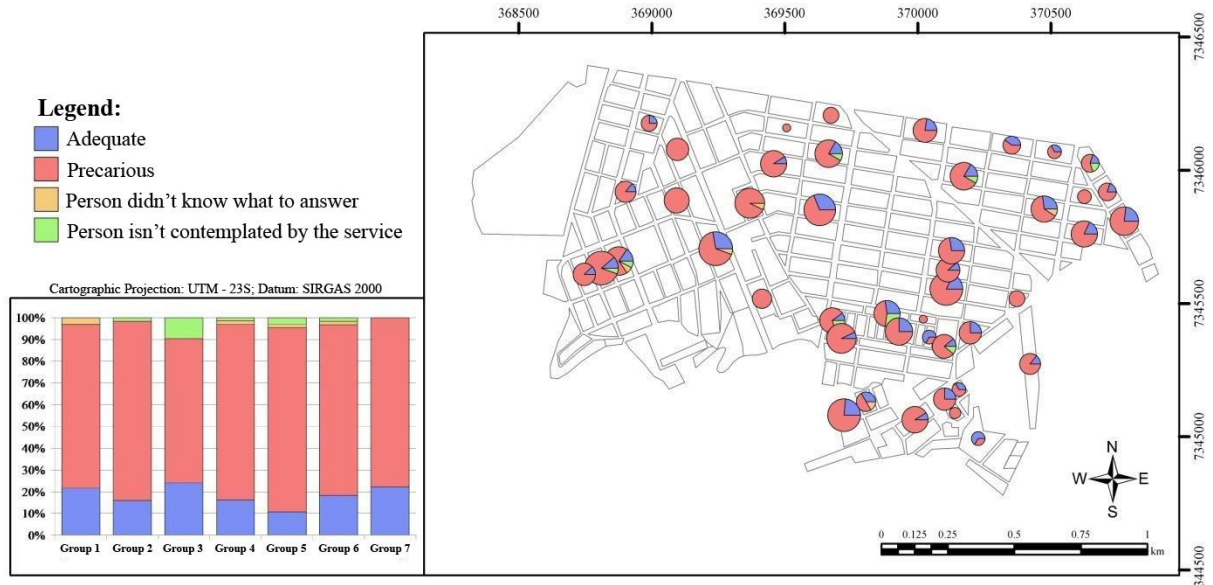 368500 369000 369500 370000 370500
7346500
7346000
7345500
7345000
7344500
Legend:
Adequate
Precarious
Person didn't know what to answer
Person isn't contemplated by the service
Cartographic Projection: UTM - 23S; Datum: SIRGAS 2000
100%
90%
80%
70%
60%
50%
40%
30%
20%
10%
0%
Group 1 Group 2 Group 3 Group 4 Group 5 Group 6 Group 7
N
W E
S
0 0.125 0.25 0.5 0.75 1
km